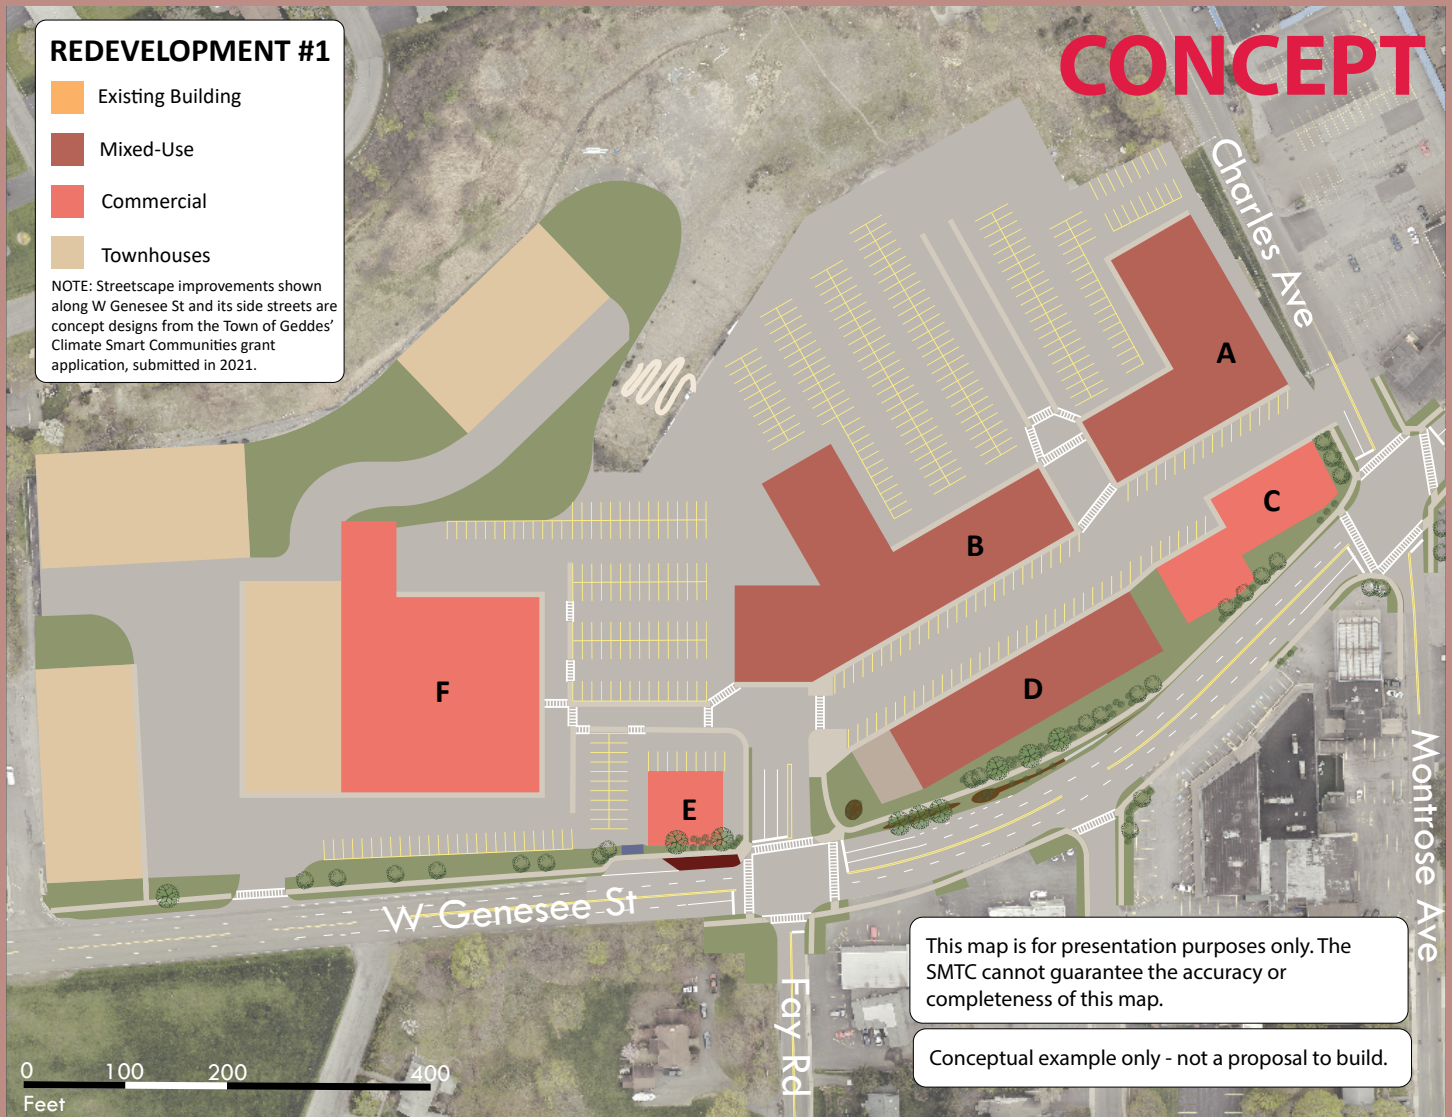 REDEVELOPMENT #1
Existing Building
Mixed-Use
Commercial
Townhouses
NOTE: Streetscape improvements shown
along W Genesee St and its side streets are
concept designs from the Town of Geddes’
Climate Smart Communities grant
application, submitted in 2021.
CONCEPT
Charles Ave
A
B
C
D
E
F
W Genesee St
Fay Rd
Montrose Ave
This map is for presentation purposes only. The
SMTC cannot guarantee the accuracy or
completeness of this map.
Conceptual example only - not a proposal to build.
0 100 200 400
Feet